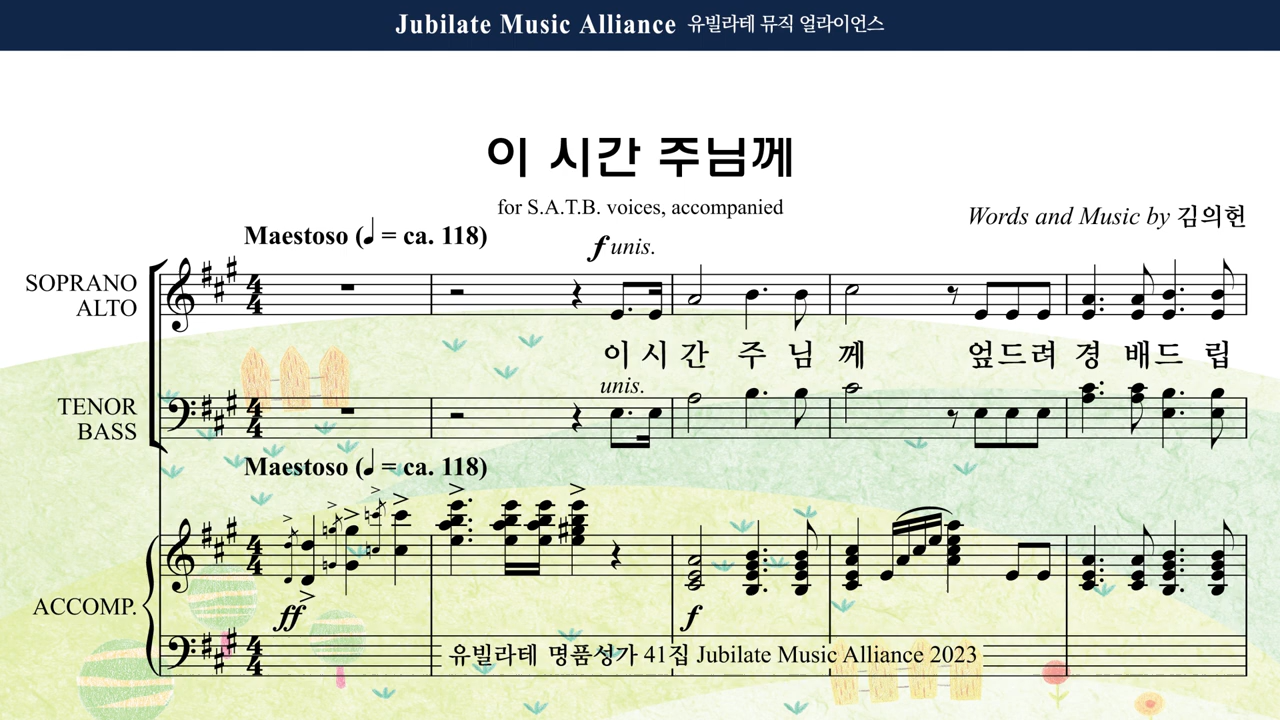 Jubilate Music Alliance 유빌라테 뮤직 얼라이언스
이 시간 주님께
for S.A.T.B. voices, accompanied
Words and Music by 김의헌
Maestoso (♩ = ca. 118)
f unis.
SOPRANO
ALTO
이 시 간 주 님 께 엎드려 경 배드 립
unis.
TENOR
BASS
Maestoso (♩ = ca. 118)
ACCOMP.
ff
f
유빌라테 명품성가 41집 Jubilate Music Alliance 2023